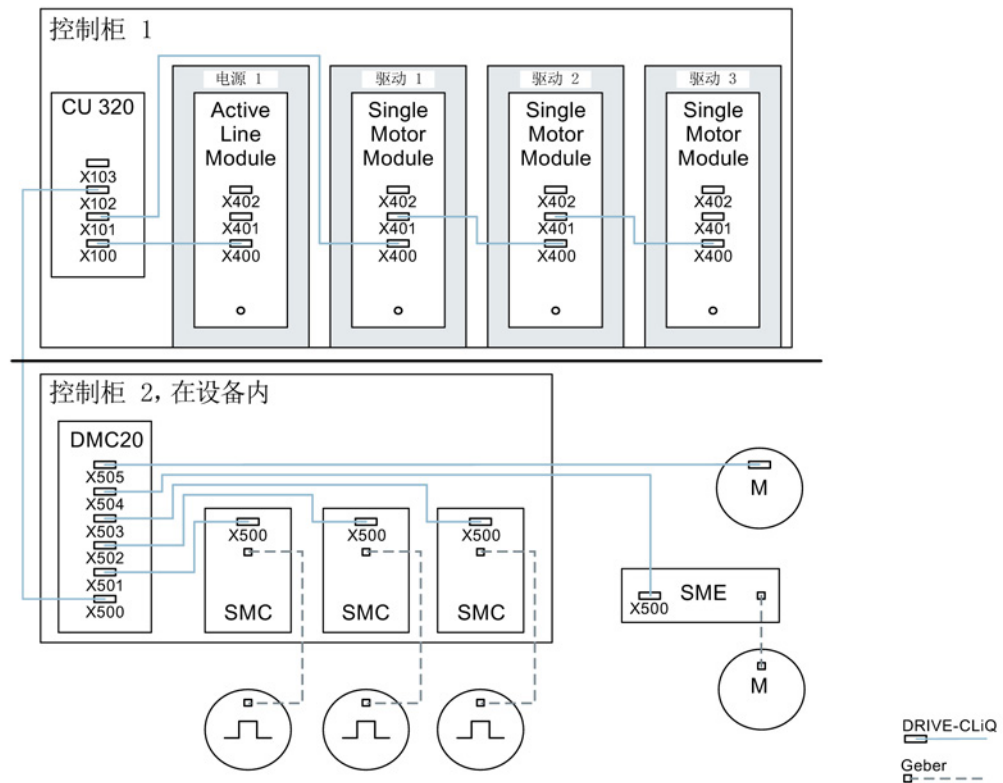 控制柜 1
电源 1
驱动 1
驱动 2
驱动 3
CU 320
X103
X102
X101
X100
Active
Line
Module
X402
X401
X400
Single
Motor
Module
X402
X401
X400
Single
Motor
Module
X402
X401
X400
Single
Motor
Module
X402
X401
X400
控制柜 2,在设备内
DMC20
X505
X504
X503
X502
X501
X500
X500
SMC
X500
SMC
X500
SMC
M
X500
SME
M
DRIVE-CLiQ
Geber